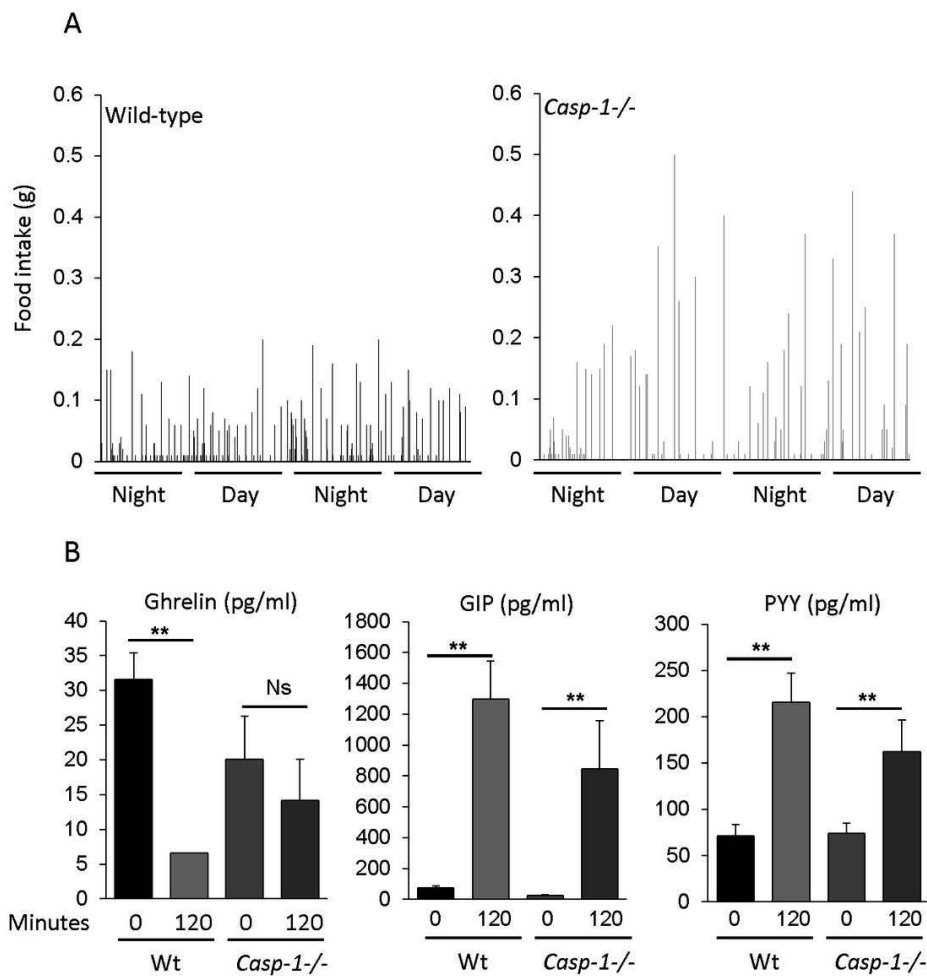 A
Wild-type
Casp-1-/-
Food intake (g)
0.6 0.5 0.4 0.3 0.2 0.1 0
0.6 0.5 0.4 0.3 0.2 0.1 0
Night Day Night Day
Night Day Night Day
B
Ghrelin (pg/ml)
40 35 30 25 20 15 10 5 0
**
Ns
Minutes 0 120 0 120
Wt Casp-1-/-
GIP (pg/ml)
1800 1600 1400 1200 1000 800 600 400 200 0
**
**
0 120 0 120
Wt Casp-1-/-
PYY (pg/ml)
300 250 200 150 100 50 0
**
**
0 120 0 120
Wt Casp-1-/-